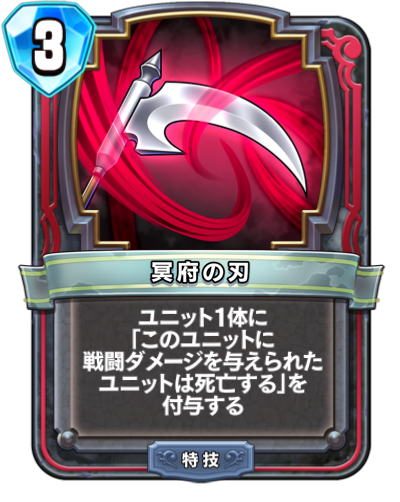 3
冥府の刃
ユニット1体に
「このユニットに
戦闘ダメージを与えられた
ユニットは死亡する」を
付与する
特技